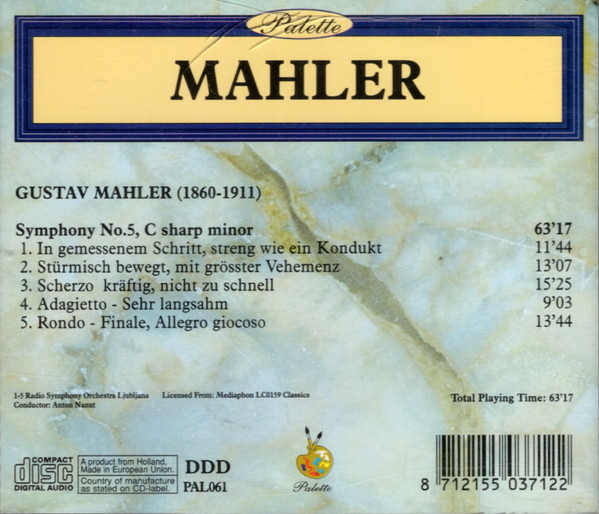 Palette
MAHLER
GUSTAV MAHLER (1860-1911)
Symphony No.5, C sharp minor 63'17
1. In gemessenem Schritt, streng wie ein Kondukt 11'44
2. Stürmisch bewegt, mit grösster Vehemenz 13'07
3. Scherzo kräftig, nicht zu schnell 15'25
4. Adagietto - Sehr langsahm 9'03
5. Rondo - Finale, Allegro giocoso 13'44
1-5 Radio Symphony Orchestra Ljubljana Licensed From: Mediaphon LC0159 Classics
Conductor: Anton Nanut
Total Playing Time: 63'17
COMPACT
disc
DIGITAL AUDIO
A product from Holland,
Made in European Union.
Country of manufacture
as stated on CD-label.
DDD
PAL061
Palette
8 712155 037122